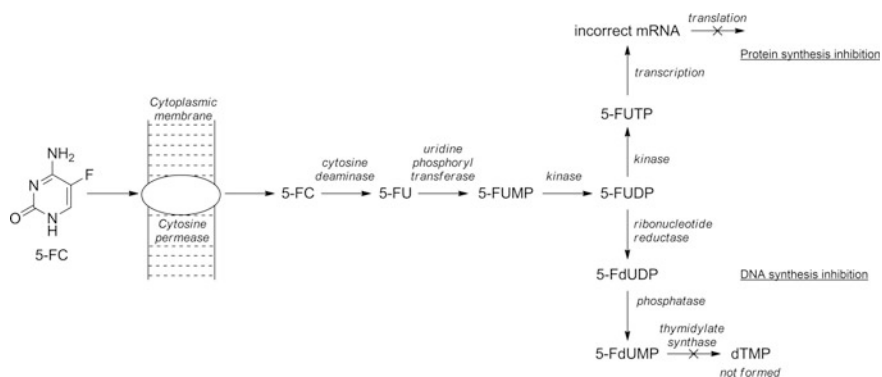 incorrect mRNA
translation
Protein synthesis inhibition
transcription
Cytoplasmic
membrane
5-FUTP
NH2
F
N
O
N
H
5-FC
cytosine
deaminase
uridine
phosphoryl
transferase
kinase
kinase
5-FC
5-FU
5-FUMP
5-FUDP
Cytosine
permease
ribonucleotide
reductase
5-FdUDP
DNA synthesis inhibition
phosphatase
thymidylate
synthase
5-FdUMP
dTMP
not formed